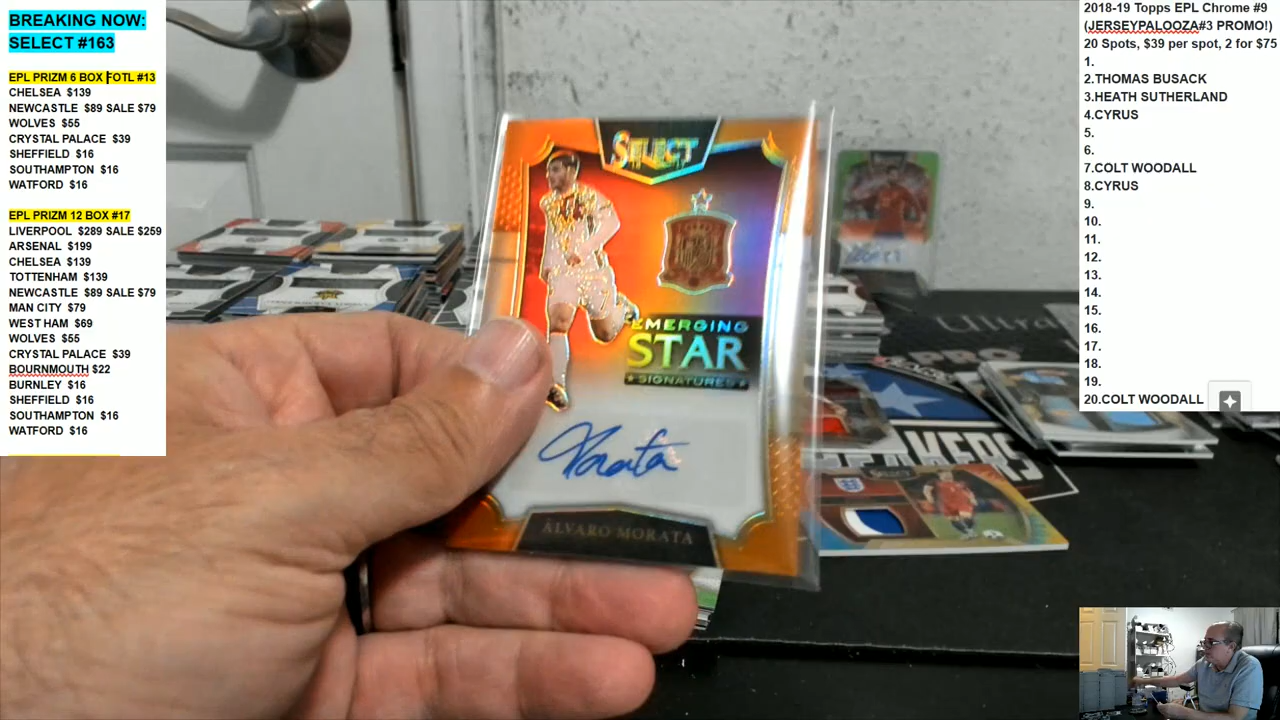 BREAKING NOW:
SELECT #163
EPL PRIZM 6 BOX FOTL #13
CHELSEA $139
NEWCASTLE $89 SALE $79
WOLVES $55
CRYSTAL PALACE $39
SHEFFIELD $16
SOUTHAMPTON $16
WATFORD $16
EPL PRIZM 12 BOX #17
LIVERPOOL $289 SALE $259
ARSENAL $199
CHELSEA $139
TOTTENHAM $139
NEWCASTLE $89 SALE $79
MAN CITY $79
WEST HAM $69
WOLVES $55
CRYSTAL PALACE $39
BOURNMOUTH $22
BURNLEY $16
SHEFFIELD $16
SOUTHAMPTON $16
WATFORD $16
SELECT
EMERGING
STAR
SIGNATURES
Morata
ÁLVARO MORATA
Ultra
PRO
SELECT
2018-19 Topps EPL Chrome #9
(JERSEYPALOOZA#3 PROMO!)
20 Spots, $39 per spot, 2 for $75
1.
2.THOMAS BUSACK
3.HEATH SUTHERLAND
4.CYRUS
5.
6.
7.COLT WOODALL
8.CYRUS
9.
10.
11.
12.
13.
14.
15.
16.
17.
18.
19.
20.COLT WOODALL